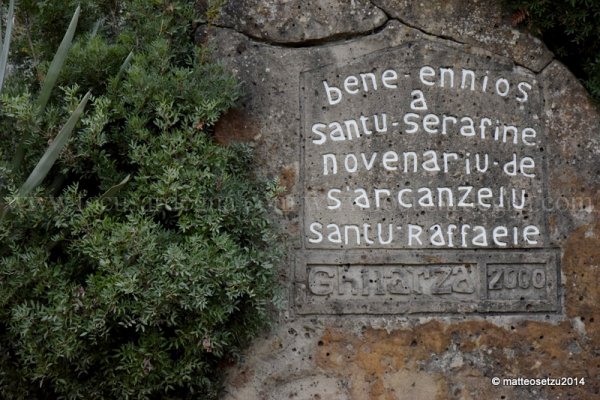 bene-ennios
a
santu-serafine
novenariu-de
s'arcanzelu
santu raffaele
Ghilarza 2000
© matteosetzu2014